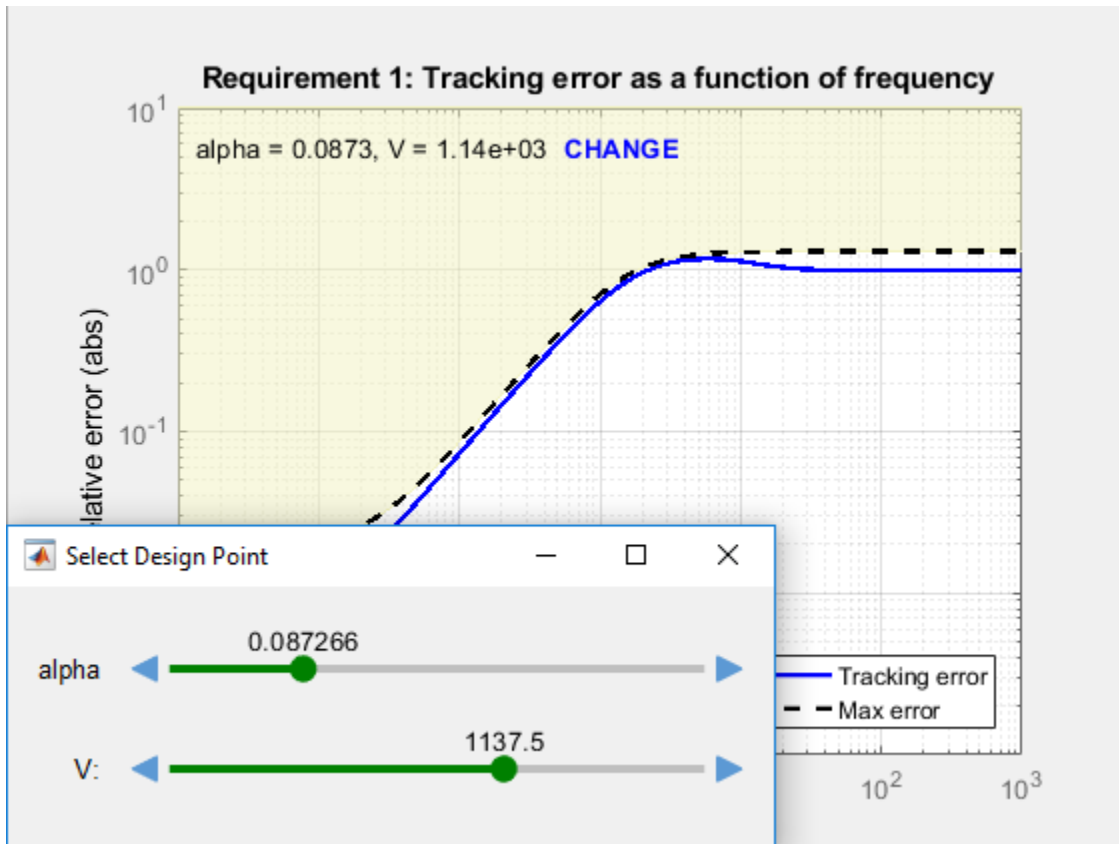 Requirement 1: Tracking error as a function of frequency
10^1
alpha = 0.0873, V = 1.14e+03 CHANGE
10^0
10^-1
(abs)
error
Select Design Point
0.087266
alpha
1137.5
V:
Tracking error
Max error
10^2
10^3